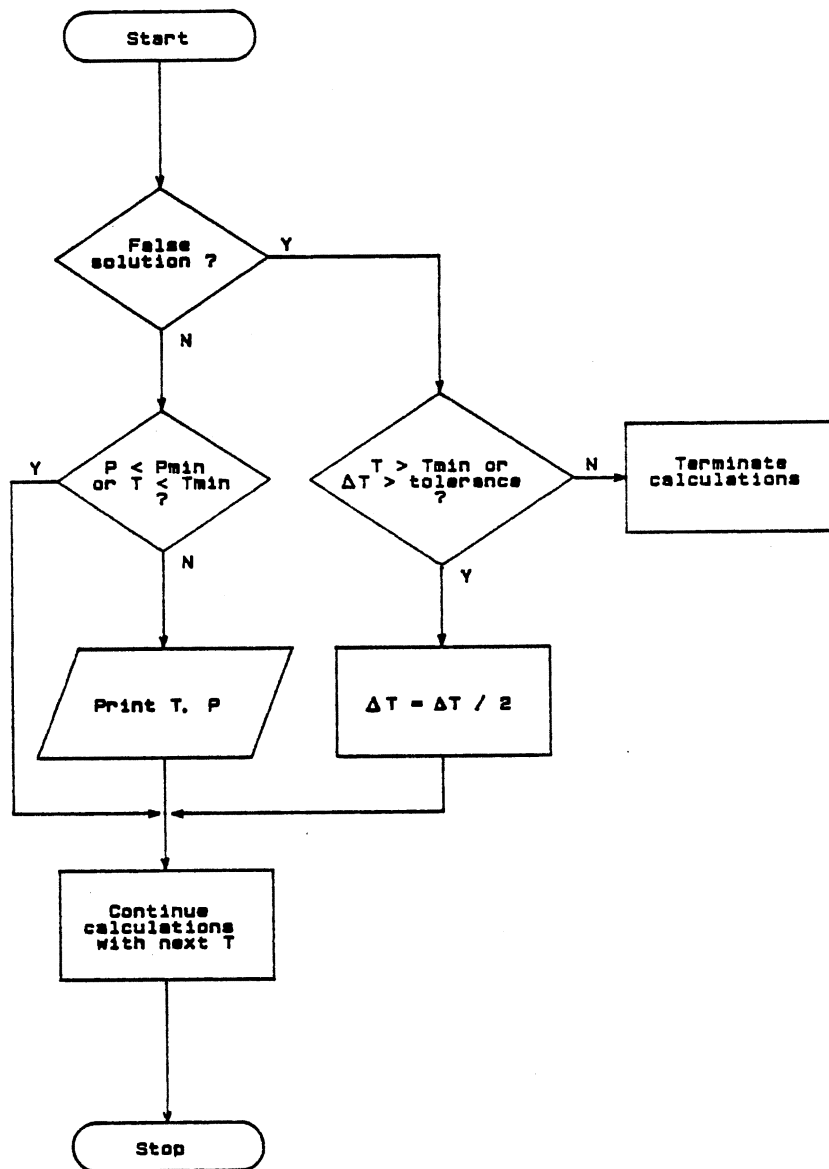 Start
False
solution ?
Y
N
P < Pmin
or T < Tmin
?
Y
N
T > Tmin or
ΔT > tolerance
?
N
Y
Terminate
calculations
Print T, P
ΔT = ΔT / 2
Continue
calculations
with next T
Stop